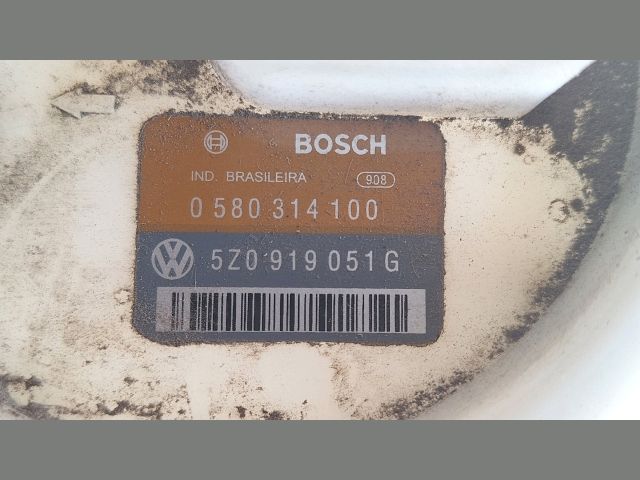 BOSCH
IND. BRASILEIRA 908
0 580 314 100
5Z0 919 051 G